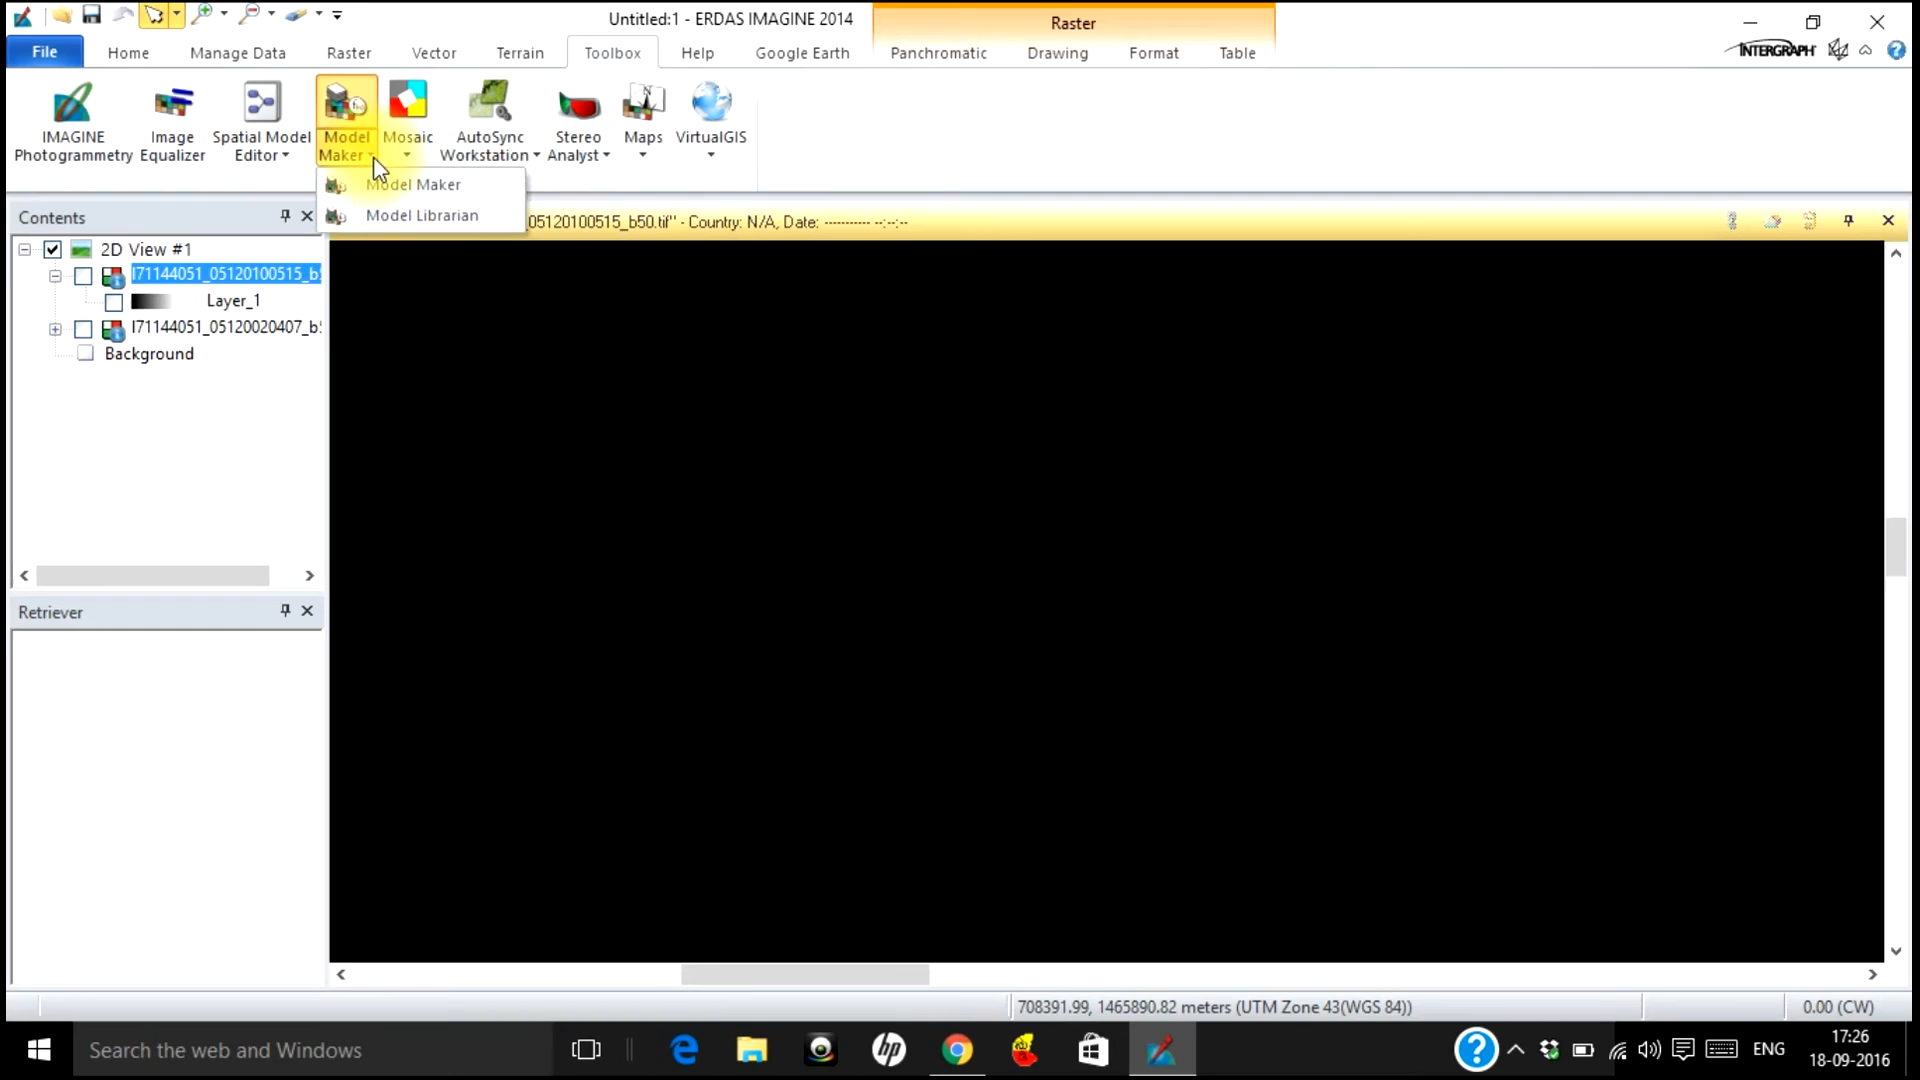 Untitled:1 - ERDAS IMAGINE 2014
Raster
File
Home
Manage Data
Raster
Vector
Terrain
Toolbox
Help
Google Earth
Panchromatic
Drawing
Format
Table
INTERGRAPH
IMAGINE
Photogrammetry
Image
Equalizer
Spatial Model
Editor
Model
Maker
Mosaic
AutoSync
Workstation
Stereo
Analyst
Maps
VirtualGIS
Model Maker
Model Librarian
Contents
_05120100515_b50.tif" - Country: N/A, Date: ----------- --:--:--
2D View #1
l71144051_05120100515_b
Layer_1
l71144051_05120020407_b
Background
Retriever
708391.99, 1465890.82 meters (UTM Zone 43(WGS 84))
0.00 (CW)
Search the web and Windows
hp
ENG
17:26
18-09-2016